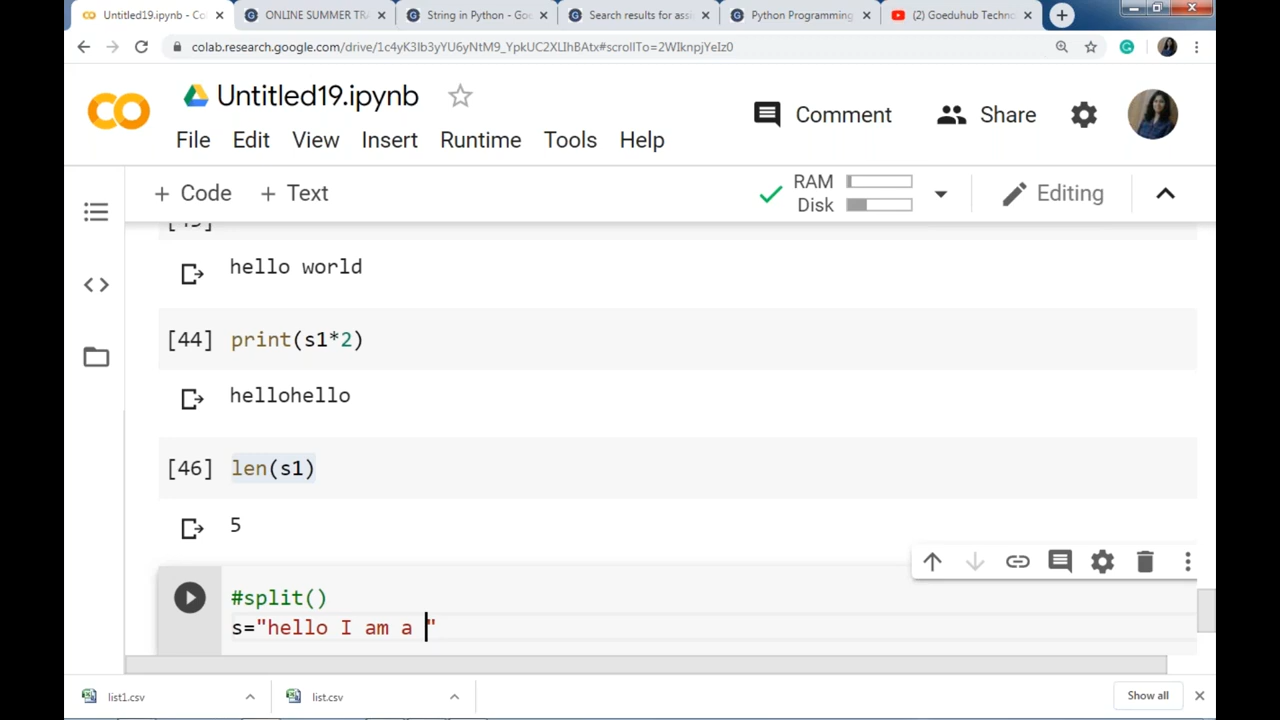 Untitled19.ipynb - Co
ONLINE SUMMER TRA
String in Python - Goe
Search results for assi
Python Programming
(2) Goeduhub Techno
colab.research.google.com/drive/1c4yK3Ib3yYU6yNtM9_YpkUC2XLIhBAtx#scrollTo=2WIknpjYeIz0
Untitled19.ipynb
Comment
Share
File Edit View Insert Runtime Tools Help
+ Code + Text
RAM
Disk
Editing
hello world
[44] print(s1*2)
hellohello
[46] len(s1)
5
#split()
s="hello I am a "
list1.csv
list.csv
Show all